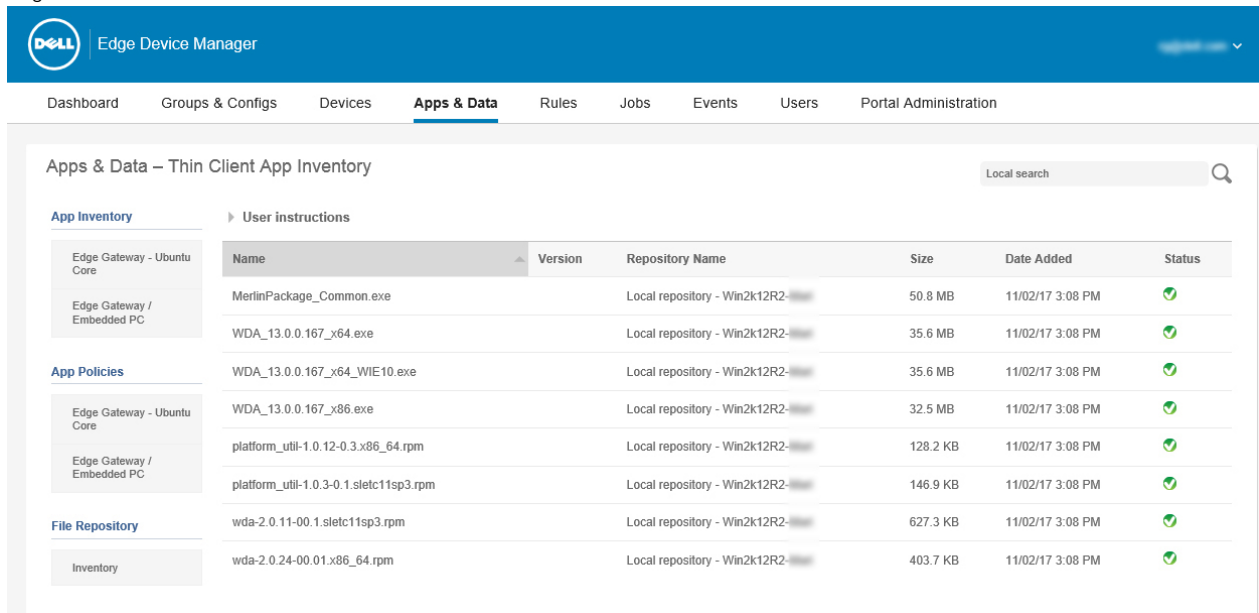 DELL
Edge Device Manager
Dashboard Groups & Configs Devices Apps & Data Rules Jobs Events Users Portal Administration
Apps & Data – Thin Client App Inventory
Local search
App Inventory
Edge Gateway - Ubuntu
Core
Edge Gateway /
Embedded PC
App Policies
Edge Gateway - Ubuntu
Core
Edge Gateway /
Embedded PC
File Repository
Inventory
User instructions
Name Version Repository Name Size Date Added Status
MerlinPackage_Common.exe Local repository - Win2k12R2- 50.8 MB 11/02/17 3:08 PM
WDA_13.0.0.167_x64.exe Local repository - Win2k12R2- 35.6 MB 11/02/17 3:08 PM
WDA_13.0.0.167_x64_WIE10.exe Local repository - Win2k12R2- 35.6 MB 11/02/17 3:08 PM
WDA_13.0.0.167_x86.exe Local repository - Win2k12R2- 32.5 MB 11/02/17 3:08 PM
platform_util-1.0.12-0.3.x86_64.rpm Local repository - Win2k12R2- 128.2 KB 11/02/17 3:08 PM
platform_util-1.0.3-0.1.sletc11sp3.rpm Local repository - Win2k12R2- 146.9 KB 11/02/17 3:08 PM
wda-2.0.11-00.1.sletc11sp3.rpm Local repository - Win2k12R2- 627.3 KB 11/02/17 3:08 PM
wda-2.0.24-00.01.x86_64.rpm Local repository - Win2k12R2- 403.7 KB 11/02/17 3:08 PM